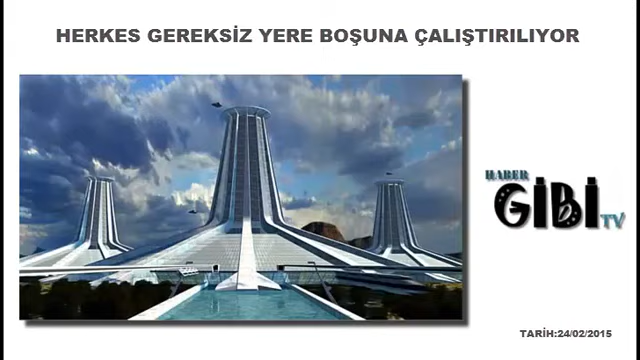 HERKES GEREKSİZ YERE BOŞUNA ÇALIŞTIRILIYOR
HABER
GİBİ
TV
TARİH:24/02/2015